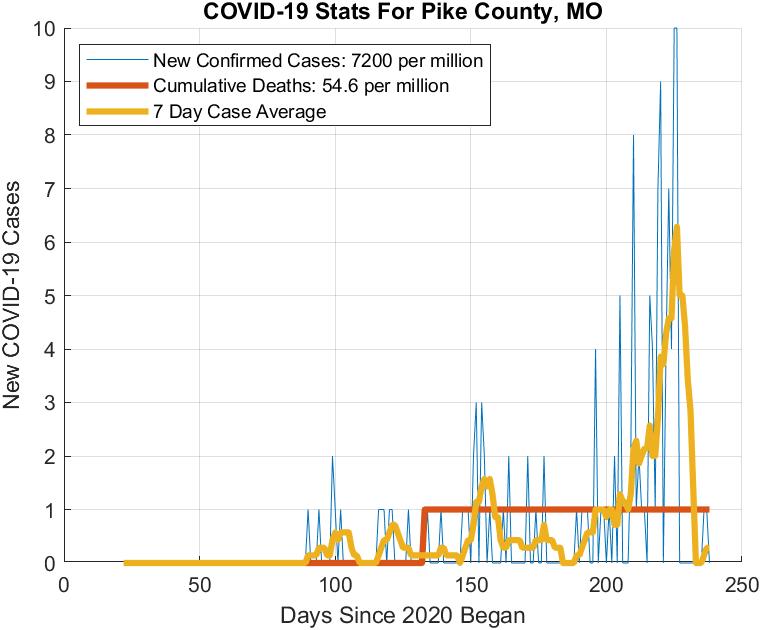 COVID-19 Stats For Pike County, MO
New Confirmed Cases: 7200 per million
Cumulative Deaths: 54.6 per million
7 Day Case Average
New COVID-19 Cases
10
9
8
7
6
5
4
3
2
1
0
0 50 100 150 200 250
Days Since 2020 Began